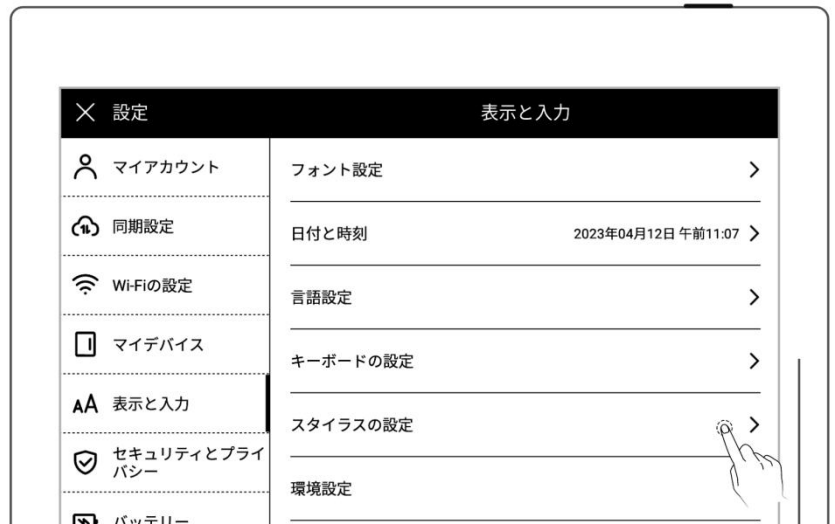 設定
表示と入力
マイアカウント
同期設定
Wi-Fiの設定
マイデバイス
表示と入力
セキュリティとプライ
バシー
バッテリー
フォント設定
日付と時刻 2023年04月12日 午前11:07
言語設定
キーボードの設定
スタイラスの設定
環境設定